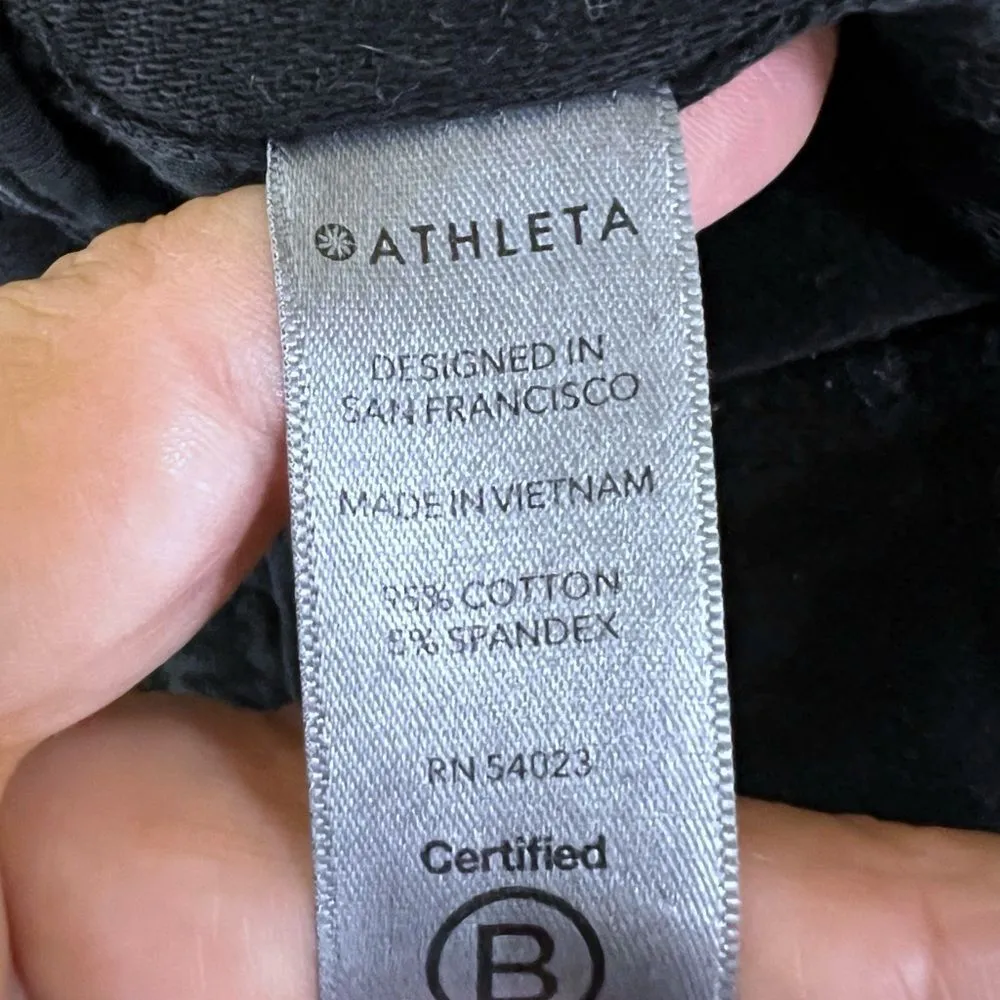 ATHLETA
DESIGNED IN
SAN FRANCISCO
MADE IN VIETNAM
95% COTTON
5% SPANDEX
RN 54023
Certified
B